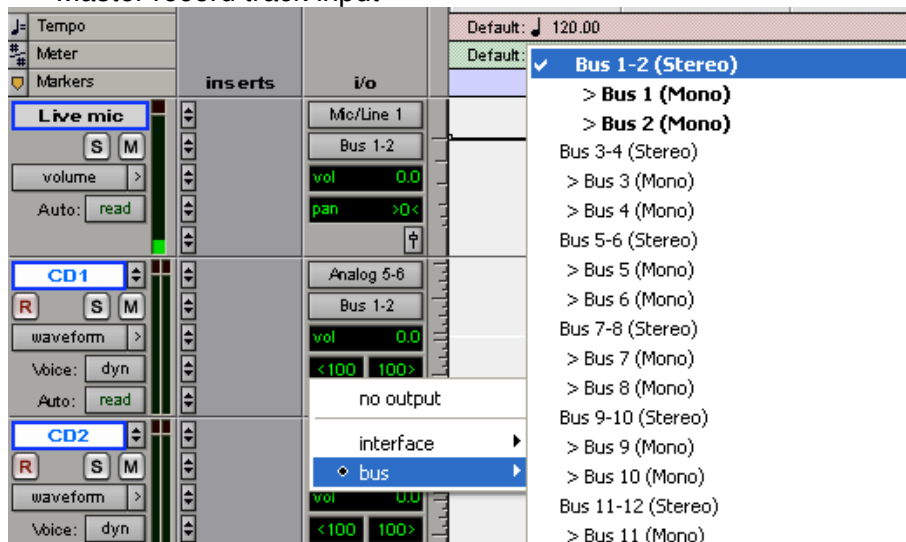 Master record track input
Tempo
Default: 120.00
Meter
Default:
Markers
inserts
i/o
Live mic
Mic/Line 1
S M
Bus 1-2
volume >
vol 0.0
Auto: read
pan >0<
CD1
Analog 5-6
R S M
Bus 1-2
waveform >
vol 0.0
Voice: dyn
<100 100>
Auto: read
CD2
R S M
waveform >
vol 0.0
Voice: dyn
<100 100>
no output
interface
bus
Bus 1-2 (Stereo)
> Bus 1 (Mono)
> Bus 2 (Mono)
Bus 3-4 (Stereo)
> Bus 3 (Mono)
> Bus 4 (Mono)
Bus 5-6 (Stereo)
> Bus 5 (Mono)
> Bus 6 (Mono)
Bus 7-8 (Stereo)
> Bus 7 (Mono)
> Bus 8 (Mono)
Bus 9-10 (Stereo)
> Bus 9 (Mono)
> Bus 10 (Mono)
Bus 11-12 (Stereo)
> Bus 11 (Mono)